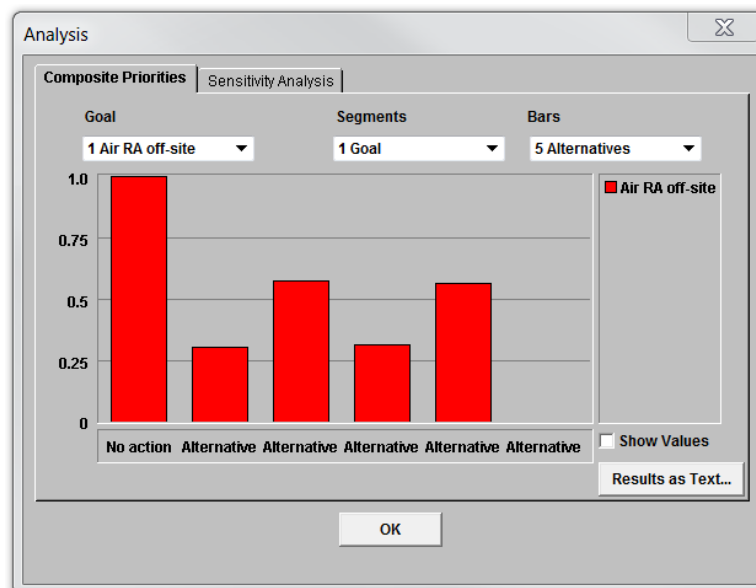 Analysis
Composite Priorities
Sensitivity Analysis
Goal
Segments
Bars
1 Air RA off-site
1 Goal
5 Alternatives
1.0
0.75
0.5
0.25
0
Air RA off-site
No action Alternative Alternative Alternative Alternative Alternative
Show Values
Results as Text...
OK